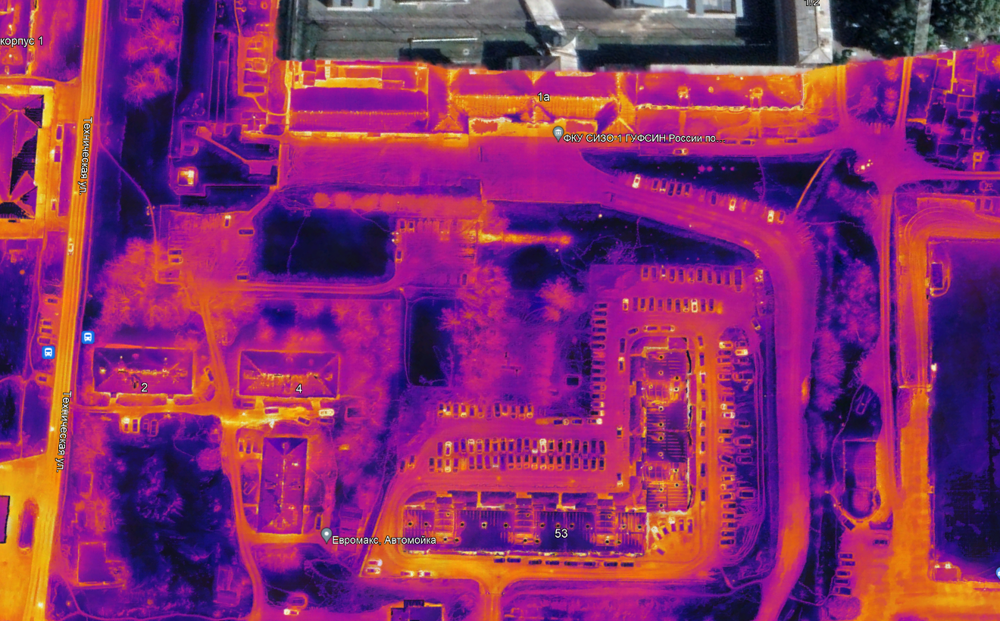 1/2
корпус 1
1а
ФКУ СИЗО-1 ГУФСИН России по...
Техническая ул.
2
4
Техническая ул.
53
Евромакс, Автомойка